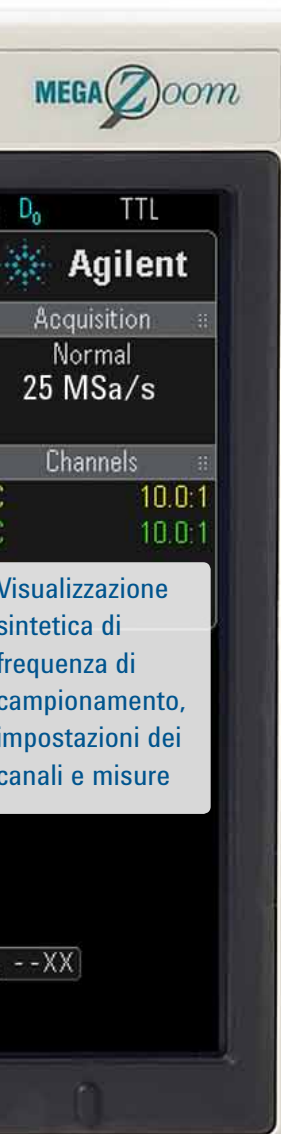 MEGA Zoom
D0 TTL
Agilent
Acquisition
Normal
25 MSa/s
Channels
C 10.0:1
C 10.0:1
Visualizzazione
sintetica di
frequenza di
campionamento,
impostazioni dei
canali e misure
--XX